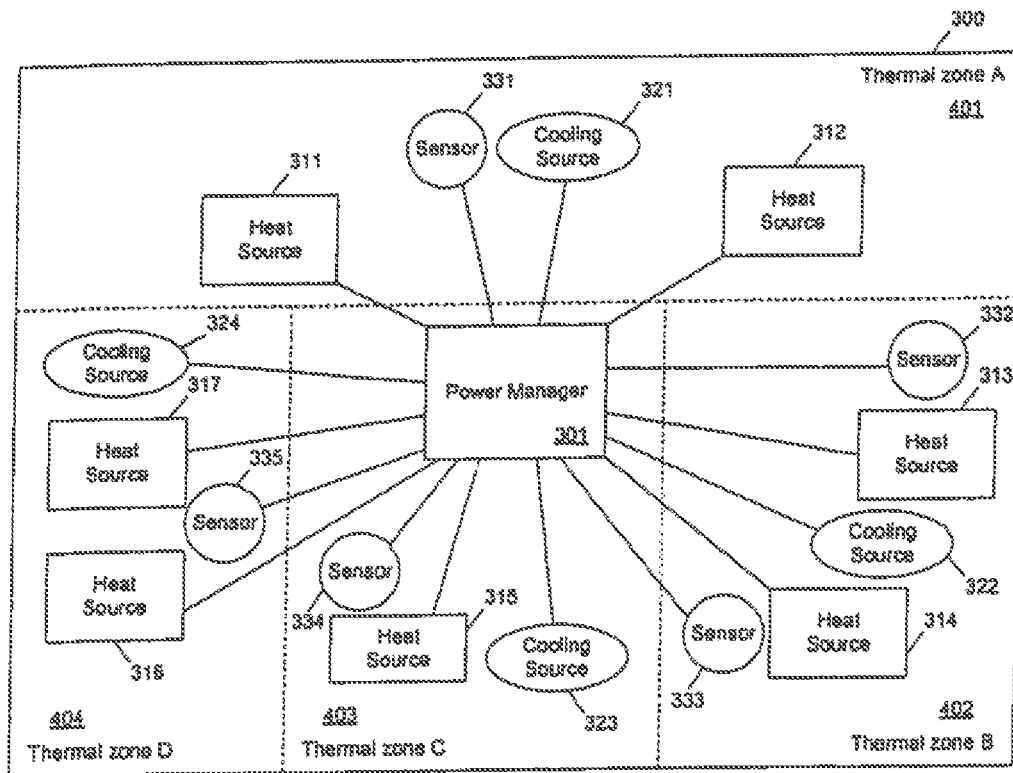 300
Thermal zone A
401
331
Sensor
321
Cooling
Source
311
Heat
Source
312
Heat
Source
324
Cooling
Source
317
Heat
Source
335
Sensor
Heat
Source
316
404
Thermal zone D
Power Manager
301
Sensor
334
315
Heat
Source
Cooling
Source
323
403
Thermal zone C
332
Sensor
313
Heat
Source
Cooling
Source
322
Sensor
333
Heat
Source
314
402
Thermal zone B